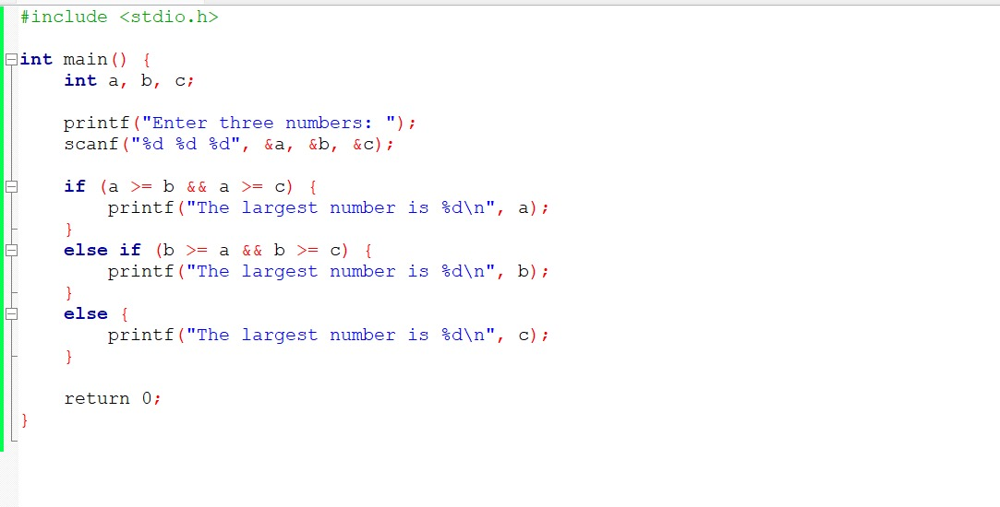 #include <stdio.h>
int main() {
    int a, b, c;
    printf("Enter three numbers: ");
    scanf("%d %d %d", &a, &b, &c);
    if (a >= b && a >= c) {
        printf("The largest number is %d\n", a);
    }
    else if (b >= a && b >= c) {
        printf("The largest number is %d\n", b);
    }
    else {
        printf("The largest number is %d\n", c);
    }
    return 0;
}